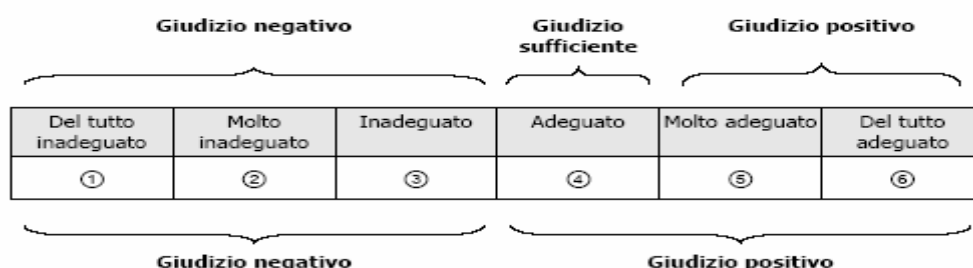 Giudizio negativo Giudizio sufficiente Giudizio positivo
Del tutto inadeguato Molto inadeguato Inadeguato Adeguato Molto adeguato Del tutto adeguato
① ② ③ ④ ⑤ ⑥
Giudizio negativo Giudizio positivo